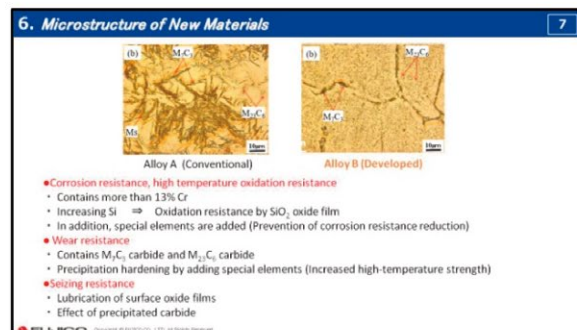 6. Microstructure of New Materials
7
(b)
M₇C₃
M₂₃C₆
Ms
10μm
Alloy A (Conventional)
(b)
M₂₃C₆
M₇C₃
10μm
Alloy B (Developed)
●Corrosion resistance, high temperature oxidation resistance
・ Contains more than 13% Cr
・ Increasing Si ⇒ Oxidation resistance by SiO₂ oxide film
・ In addition, special elements are added (Prevention of corrosion resistance reduction)
● Wear resistance
・ Contains M₇C₃ carbide and M₂₃C₆ carbide
・ Precipitation hardening by adding special elements (Increased high-temperature strength)
●Seizing resistance
・ Lubrication of surface oxide films
・ Effect of precipitated carbide